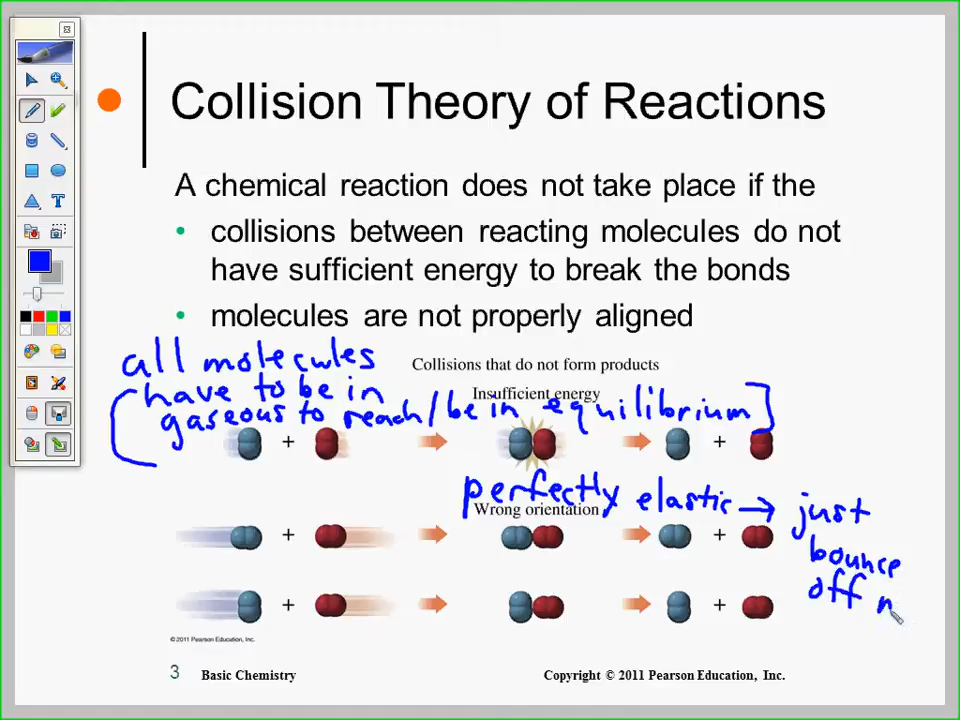 Collision Theory of Reactions
A chemical reaction does not take place if the
• collisions between reacting molecules do not
have sufficient energy to break the bonds
• molecules are not properly aligned
all molecules
have to be in
gaseous to reach/be in equilibrium
Collisions that do not form products
Insufficient energy
+ +
perfectly elastic → just
bounce
off
Wrong orientation
+ +
+ +
© 2011 Pearson Education, Inc.
3 Basic Chemistry Copyright © 2011 Pearson Education, Inc.